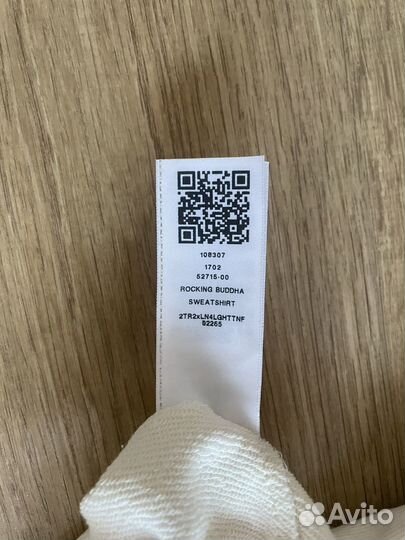 108307
1702
52715-00
ROCKING BUDDHA
SWEATSHIRT
2TR2xLN4LGHTTNF
S2265
Avito